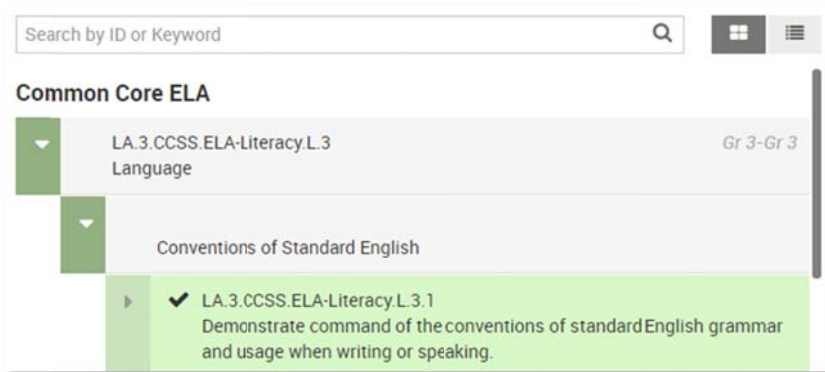 Search by ID or Keyword
Common Core ELA
LA.3.CCSS.ELA-Literacy.L.3
Gr 3-Gr 3
Language
Conventions of Standard English
LA.3.CCSS.ELA-Literacy.L.3.1
Demonstrate command of the conventions of standard English grammar
and usage when writing or speaking.